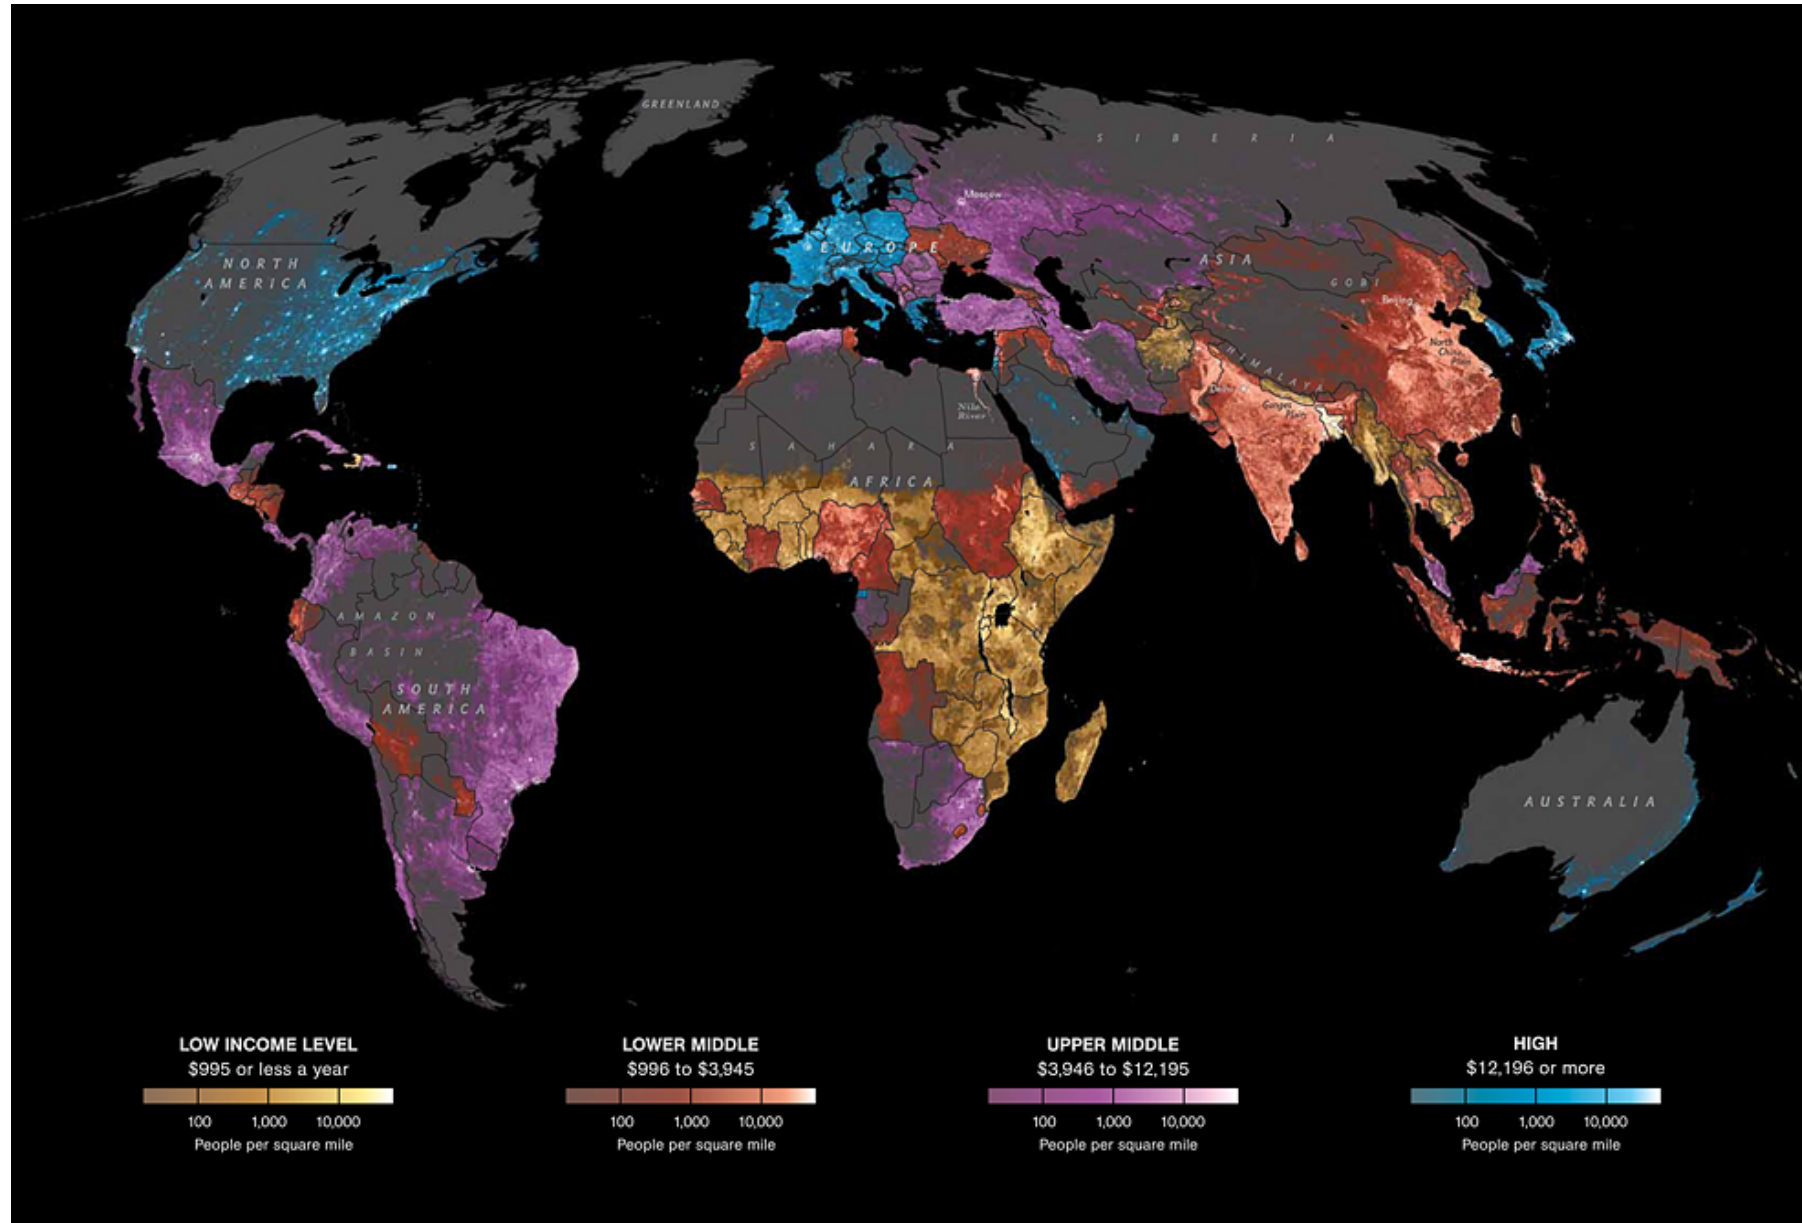 GREENLAND
SIBERIA
Moscow
EUROPE
NORTH
AMERICA
ASIA
GOBI
Beijing
North
China
Plain
HIMALAYA
Delhi
Ganges
Plain
Nile
River
SAHARA
AFRICA
AMAZON
BASIN
SOUTH
AMERICA
AUSTRALIA
LOW INCOME LEVEL
$995 or less a year
100 1,000 10,000
People per square mile
LOWER MIDDLE
$996 to $3,945
100 1,000 10,000
People per square mile
UPPER MIDDLE
$3,946 to $12,195
100 1,000 10,000
People per square mile
HIGH
$12,196 or more
100 1,000 10,000
People per square mile